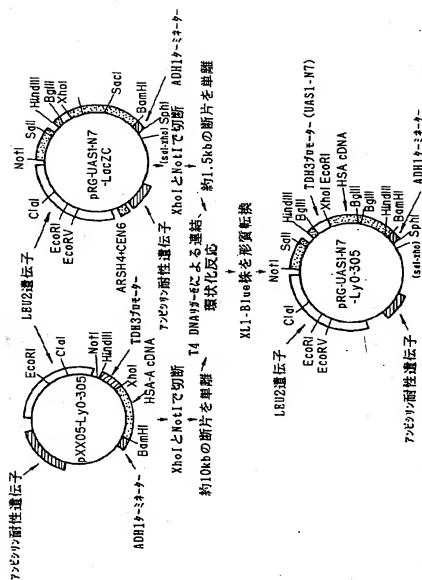 アンピシリン耐性遺伝子
LEU2遺伝子
EcoRI
ClaI
NotI
HindIII
TDH3プロモーター
XhoI
HSA-A cDNA
BamHI
ADH1ターミネーター
pXX05-Ly0-305
XhoIとNotIで切断
約10kbの断片を単離
ClaI
NotI
SalI
HindIII
BglII
XhoI
SacI
BamHI
ADH1ターミネーター
SphI
(sal-xho)
EcoRI
EcoRV
pRG-UAS1-N7
-LacZC
ARSH4+CEN6
アンピシリン耐性遺伝子
XhoIとNotIで切断
約1.5kbの断片を単離
T4 DNAリガーゼによる連結、
環状化反応
XL1-Blue株を形質転換
LEU2遺伝子
ClaI
NotI
SalI
HindIII
TDH3プロモーター(UAS1-N7)
XhoI EcoRI
HSA cDNA
BglII
BglII
HindIII
BamHI
ADH1ターミネーター
SphI
(sal-xho)
EcoRI
EcoRV
pRG-UAS1-N7
-Ly0-305
アンピシリン耐性遺伝子